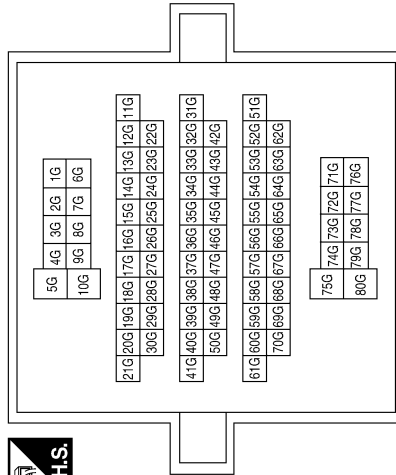 H.S.
5G 4G 3G 2G 1G
10G 9G 8G 7G 6G
21G 20G 19G 18G 17G 16G 15G 14G 13G 12G 11G
30G 29G 28G 27G 26G 25G 24G 23G 22G
41G 40G 39G 38G 37G 36G 35G 34G 33G 32G 31G
50G 49G 48G 47G 46G 45G 44G 43G 42G
61G 60G 59G 58G 57G 56G 55G 54G 53G 52G 51G
70G 69G 68G 67G 66G 65G 64G 63G 62G
75G 74G 73G 72G 71G
80G 79G 78G 77G 76G